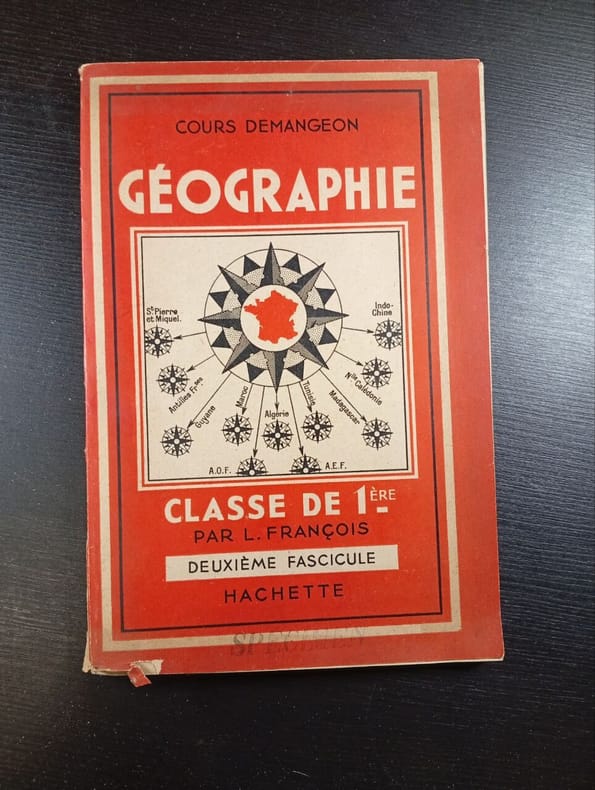 COURS DEMANGEON
GÉOGRAPHIE
St Pierre
et Miquel.
Indo-
Chine
Antilles Fses
Nlle Calédonie
Guyane
Maroc
Algérie
Tunisie
Madagascar
A.O.F.
A.E.F.
CLASSE DE 1ÈRE
PAR L. FRANÇOIS
DEUXIÈME FASCICULE
HACHETTE
SPECIMEN